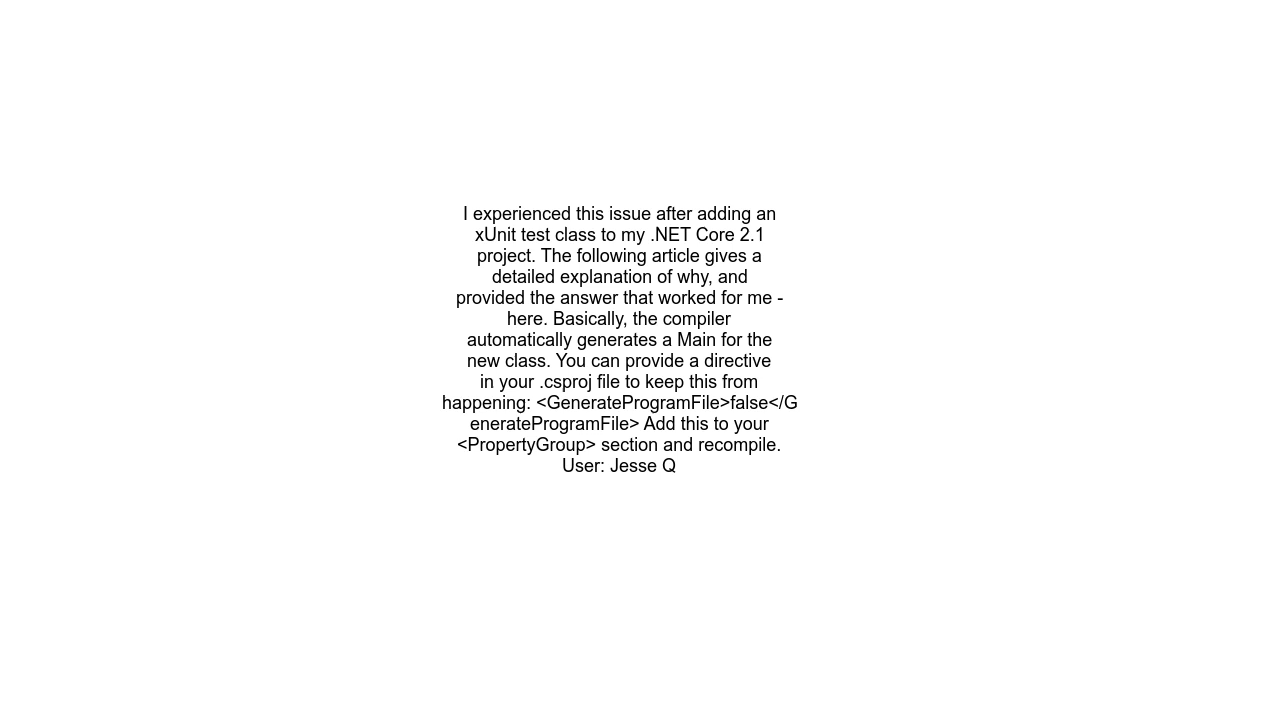 I experienced this issue after adding an
xUnit test class to my .NET Core 2.1
project. The following article gives a
detailed explanation of why, and
provided the answer that worked for me -
here. Basically, the compiler
automatically generates a Main for the
new class. You can provide a directive
in your .csproj file to keep this from
happening: <GenerateProgramFile>false</G
enerateProgramFile> Add this to your
<PropertyGroup> section and recompile.
User: Jesse Q